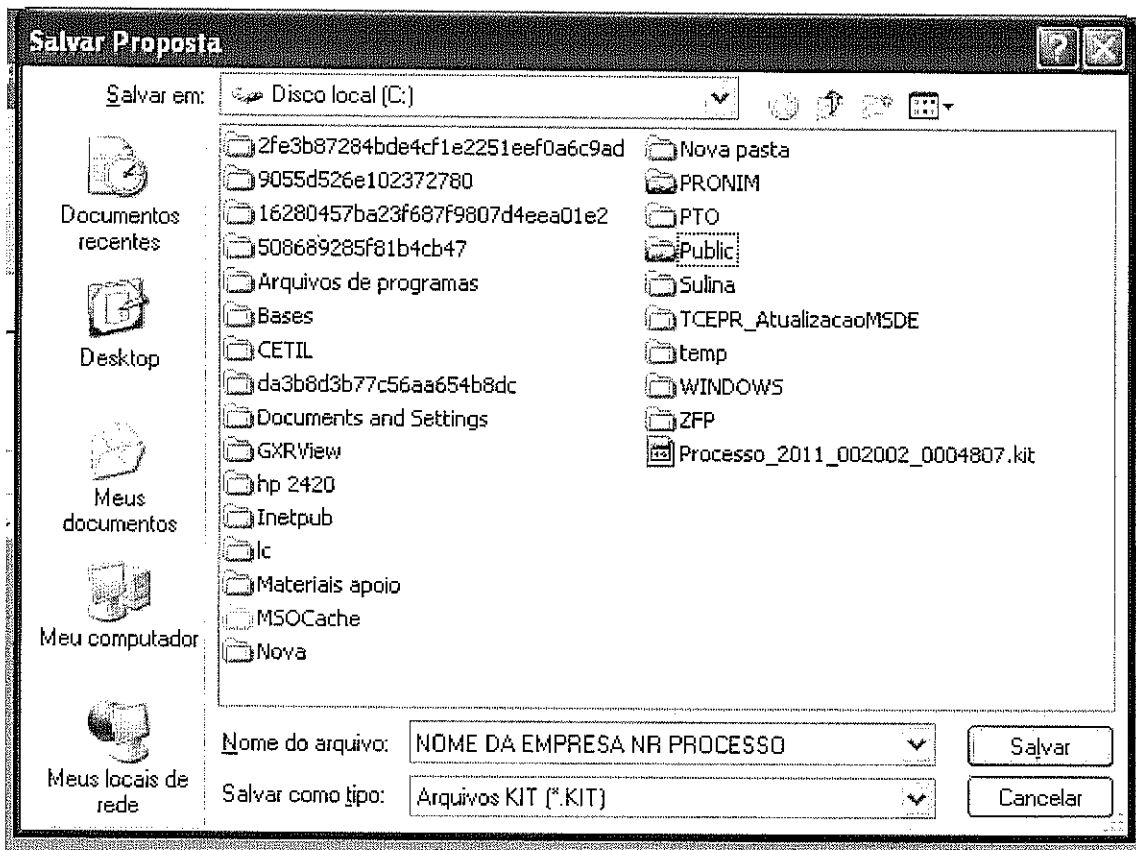 Salvar Proposta
Salvar em: Disco local (C:)
Documentos
recentes
Desktop
Meus
documentos
Meu computador
Meus locais de
rede
2fe3b87284bde4cf1e2251eef0a6c9ad
9055d526e102372780
16280457ba23f687f9807d4eea01e2
508689285f81b4cb47
Arquivos de programas
Bases
CETIL
da3b8d3b77c56aa654b8dc
Documents and Settings
GXRView
hp 2420
Inetpub
lc
Materiais apoio
MSOCache
Nova
Nova pasta
PRONIM
PTO
Public
Sulina
TCEPR_AtualizacaoMSDE
temp
WINDOWS
ZFP
Processo_2011_002002_0004807.kit
Nome do arquivo: NOME DA EMPRESA NR PROCESSO Salvar
Salvar como tipo: Arquivos KIT (*.KIT) Cancelar